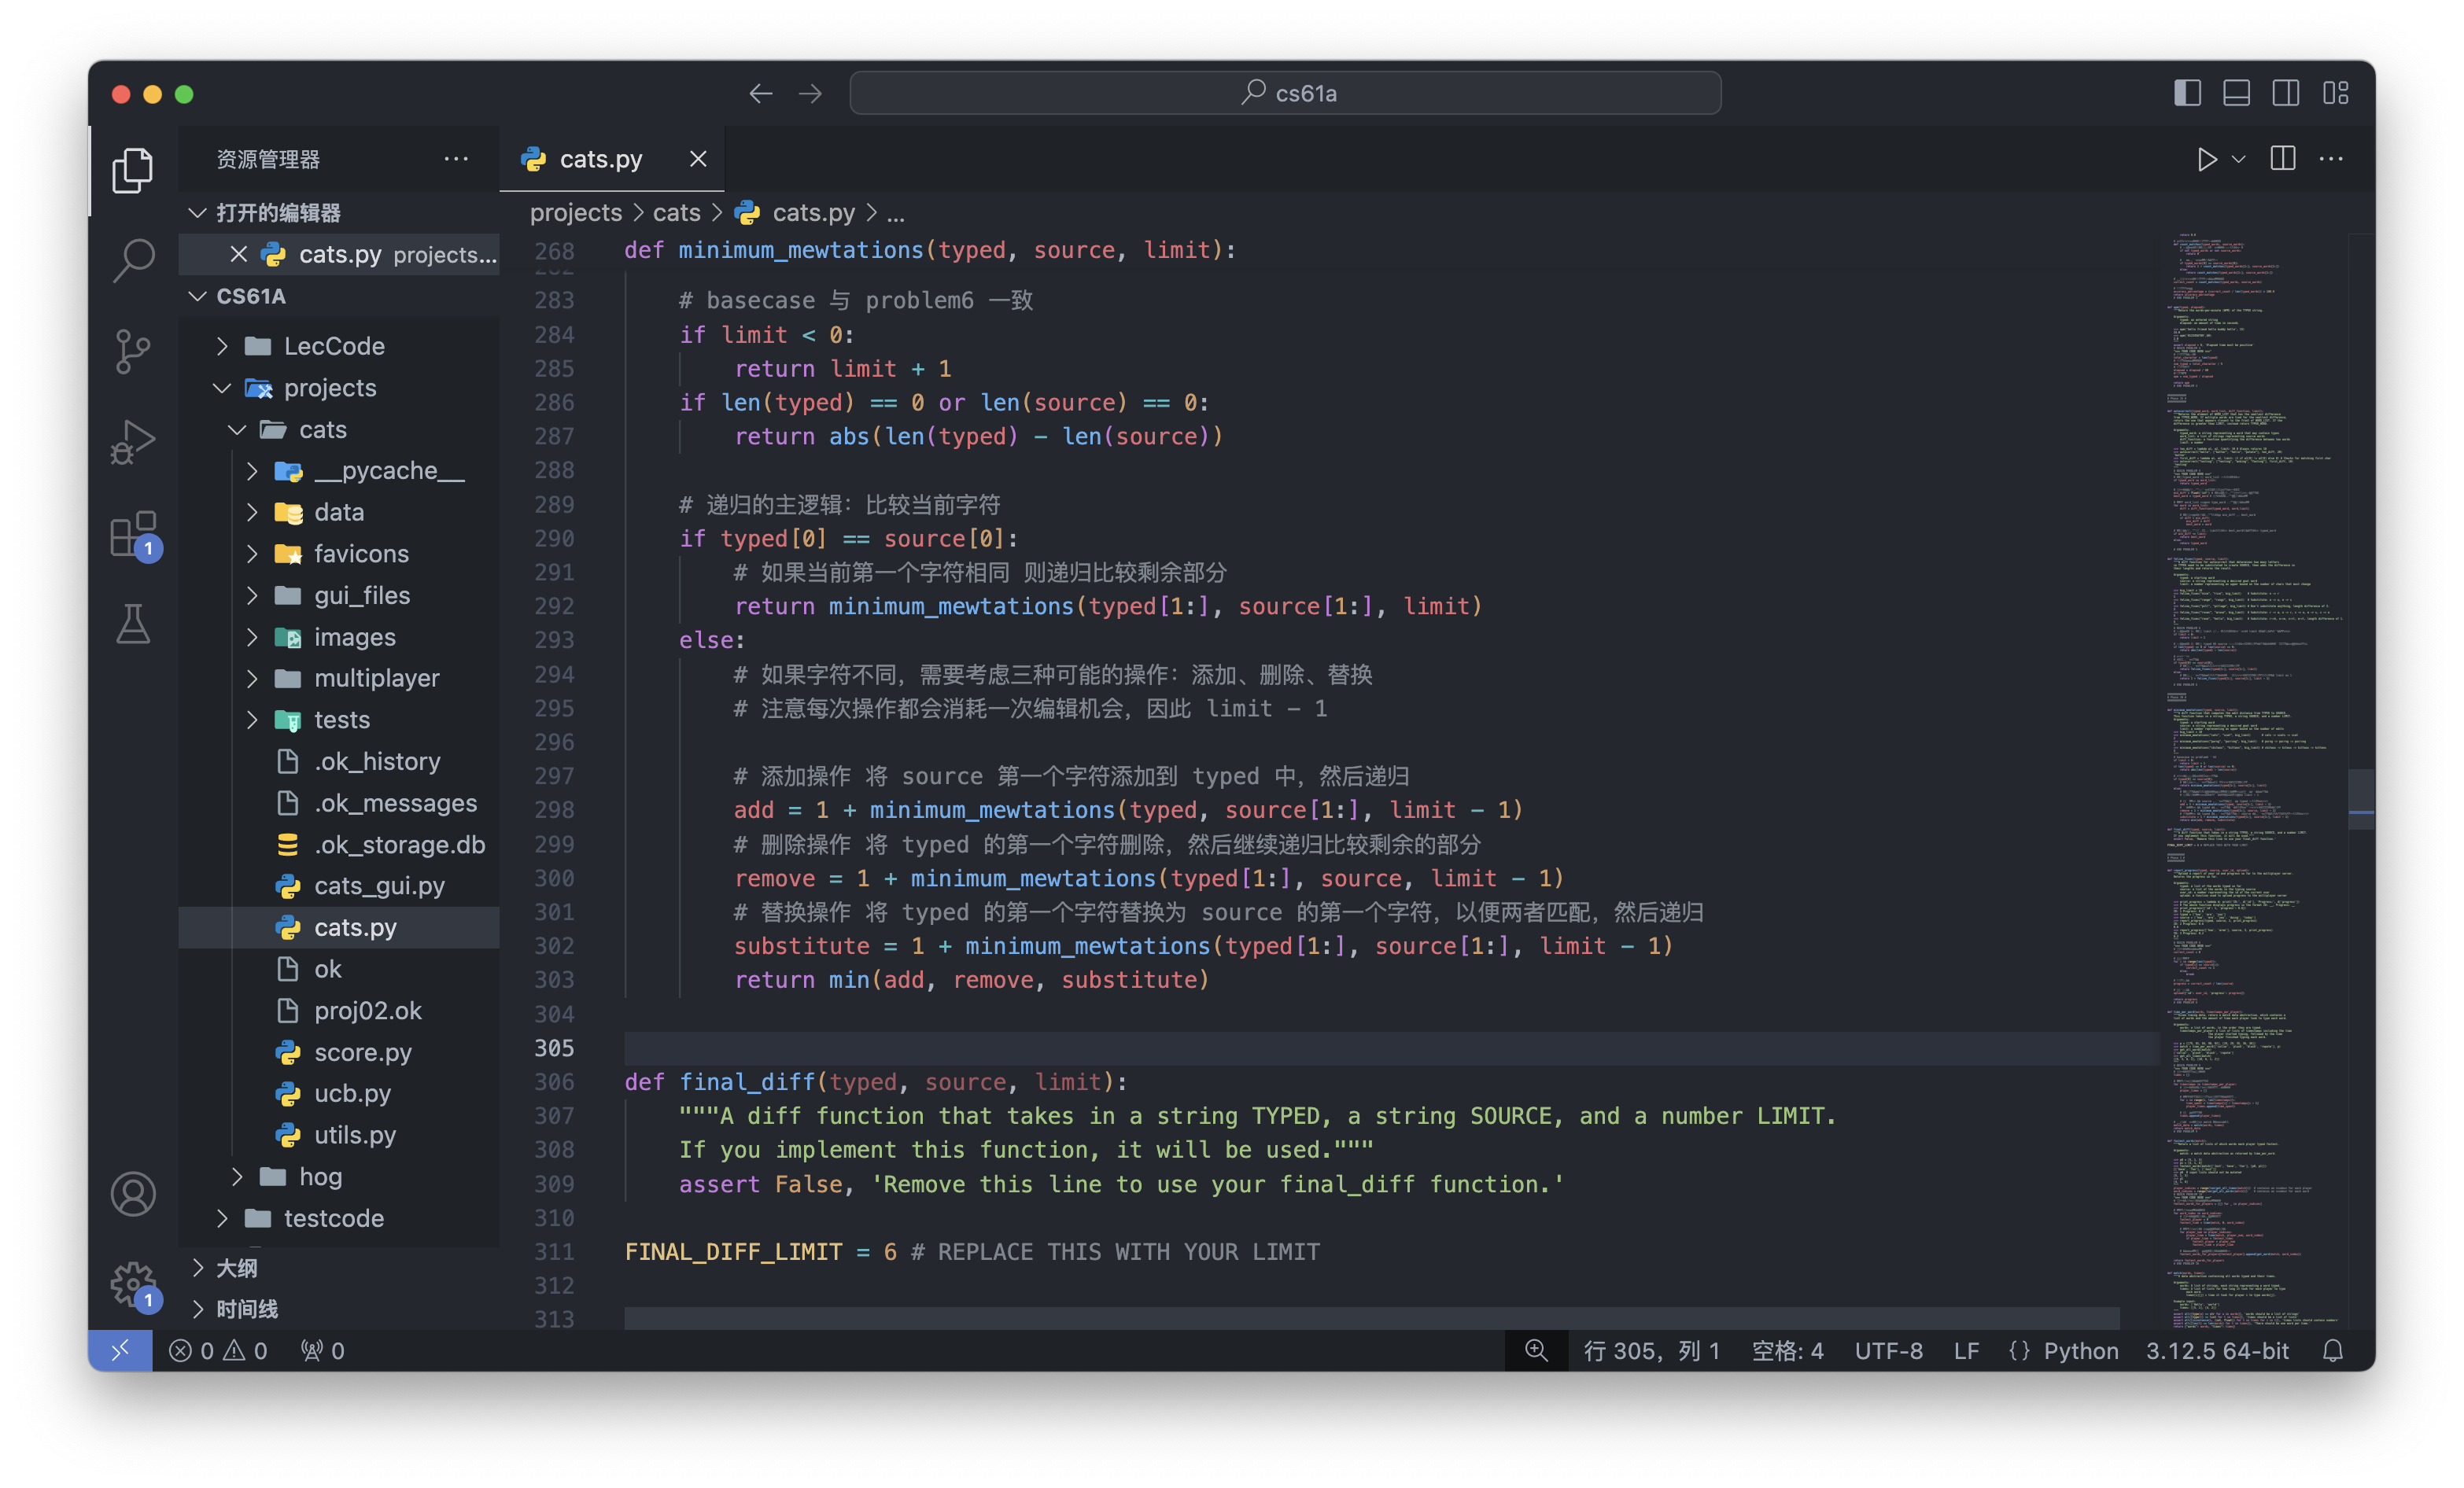 cs61a
资源管理器
cats.py
打开的编辑器
cats.py projects...
CS61A
LecCode
projects
cats
__pycache__
data
favicons
gui_files
images
multiplayer
tests
.ok_history
.ok_messages
.ok_storage.db
cats_gui.py
cats.py
ok
proj02.ok
score.py
ucb.py
utils.py
hog
testcode
大纲
时间线
1
1
projects > cats > cats.py > ...
268 def minimum_mewtations(typed, source, limit):
283 # basecase 与 problem6 一致
284 if limit < 0:
285 return limit + 1
286 if len(typed) == 0 or len(source) == 0:
287 return abs(len(typed) - len(source))
288
289 # 递归的主逻辑：比较当前字符
290 if typed[0] == source[0]:
291 # 如果当前第一个字符相同 则递归比较剩余部分
292 return minimum_mewtations(typed[1:], source[1:], limit)
293 else:
294 # 如果字符不同，需要考虑三种可能的操作：添加、删除、替换
295 # 注意每次操作都会消耗一次编辑机会，因此 limit - 1
296
297 # 添加操作 将 source 第一个字符添加到 typed 中，然后递归
298 add = 1 + minimum_mewtations(typed, source[1:], limit - 1)
299 # 删除操作 将 typed 的第一个字符删除，然后继续递归比较剩余的部分
300 remove = 1 + minimum_mewtations(typed[1:], source, limit - 1)
301 # 替换操作 将 typed 的第一个字符替换为 source 的第一个字符，以便两者匹配，然后递归
302 substitute = 1 + minimum_mewtations(typed[1:], source[1:], limit - 1)
303 return min(add, remove, substitute)
304
305
306 def final_diff(typed, source, limit):
307 """A diff function that takes in a string TYPED, a string SOURCE, and a number LIMIT.
308 If you implement this function, it will be used."""
309 assert False, 'Remove this line to use your final_diff function.'
310
311 FINAL_DIFF_LIMIT = 6 # REPLACE THIS WITH YOUR LIMIT
312
313
0 0 0 行 305，列 1 空格: 4 UTF-8 LF {} Python 3.12.5 64-bit